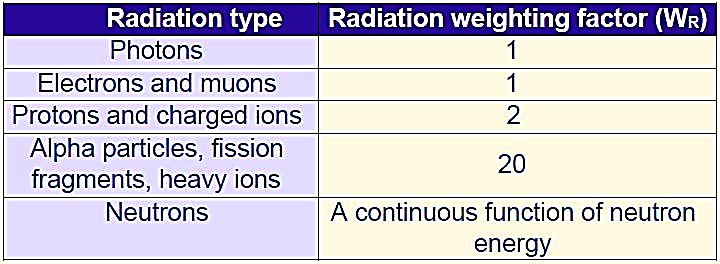 Radiation type Radiation weighting factor (WR)
Photons 1
Electrons and muons 1
Protons and charged ions 2
Alpha particles, fission
fragments, heavy ions 20
Neutrons A continuous function of neutron
energy